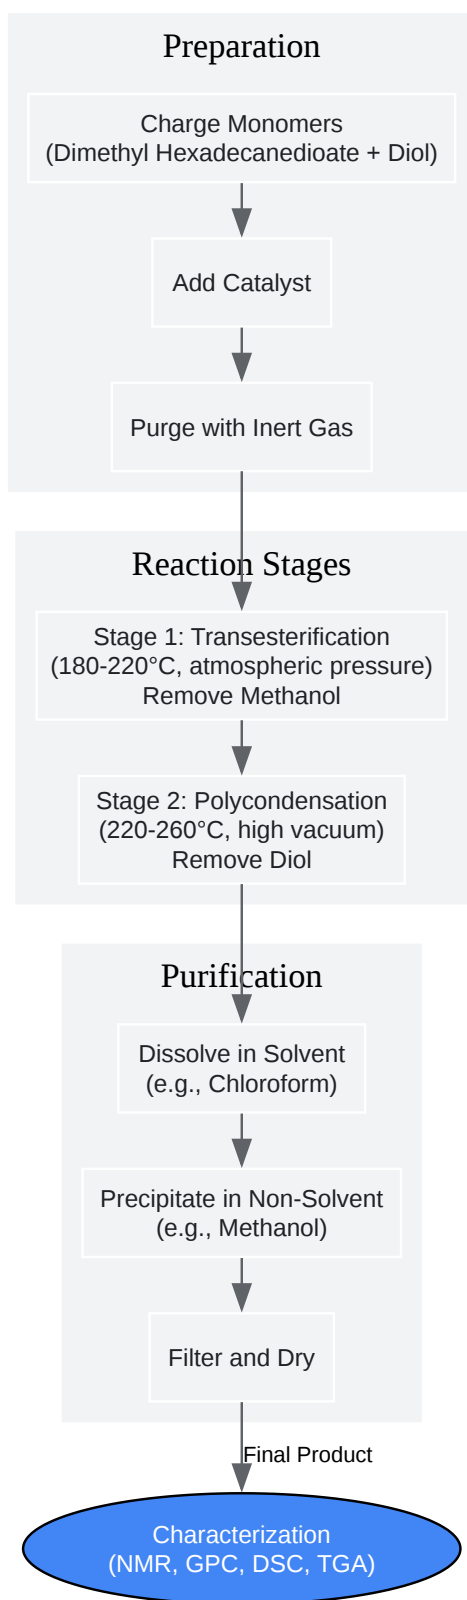 Preparation
Charge Monomers
(Dimethyl Hexadecanedioate + Diol)
Add Catalyst
Purge with Inert Gas
Reaction Stages
Stage 1: Transesterification
(180-220°C, atmospheric pressure)
Remove Methanol
Stage 2: Polycondensation
(220-260°C, high vacuum)
Remove Diol
Purification
Dissolve in Solvent
(e.g., Chloroform)
Precipitate in Non-Solvent
(e.g., Methanol)
Filter and Dry
Final Product
Characterization
(NMR, GPC, DSC, TGA)